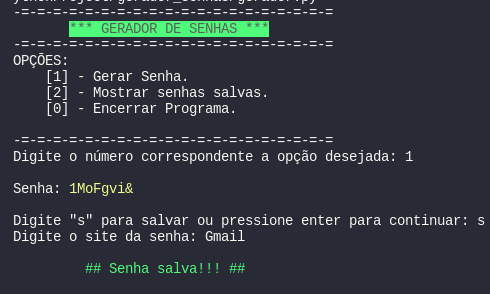 -=-=-=-=-=-=-=-=-=-=-=-=-=-=-=-=-=-=-=-=
*** GERADOR DE SENHAS ***
-=-=-=-=-=-=-=-=-=-=-=-=-=-=-=-=-=-=-=-=
OPÇÕES:
[1] - Gerar Senha.
[2] - Mostrar senhas salvas.
[0] - Encerrar Programa.
-=-=-=-=-=-=-=-=-=-=-=-=-=-=-=-=-=-=-=-=
Digite o número correspondente a opção desejada: 1
Senha: 1MoFgvi&
Digite "s" para salvar ou pressione enter para continuar: s
Digite o site da senha: Gmail
## Senha salva!!! ##